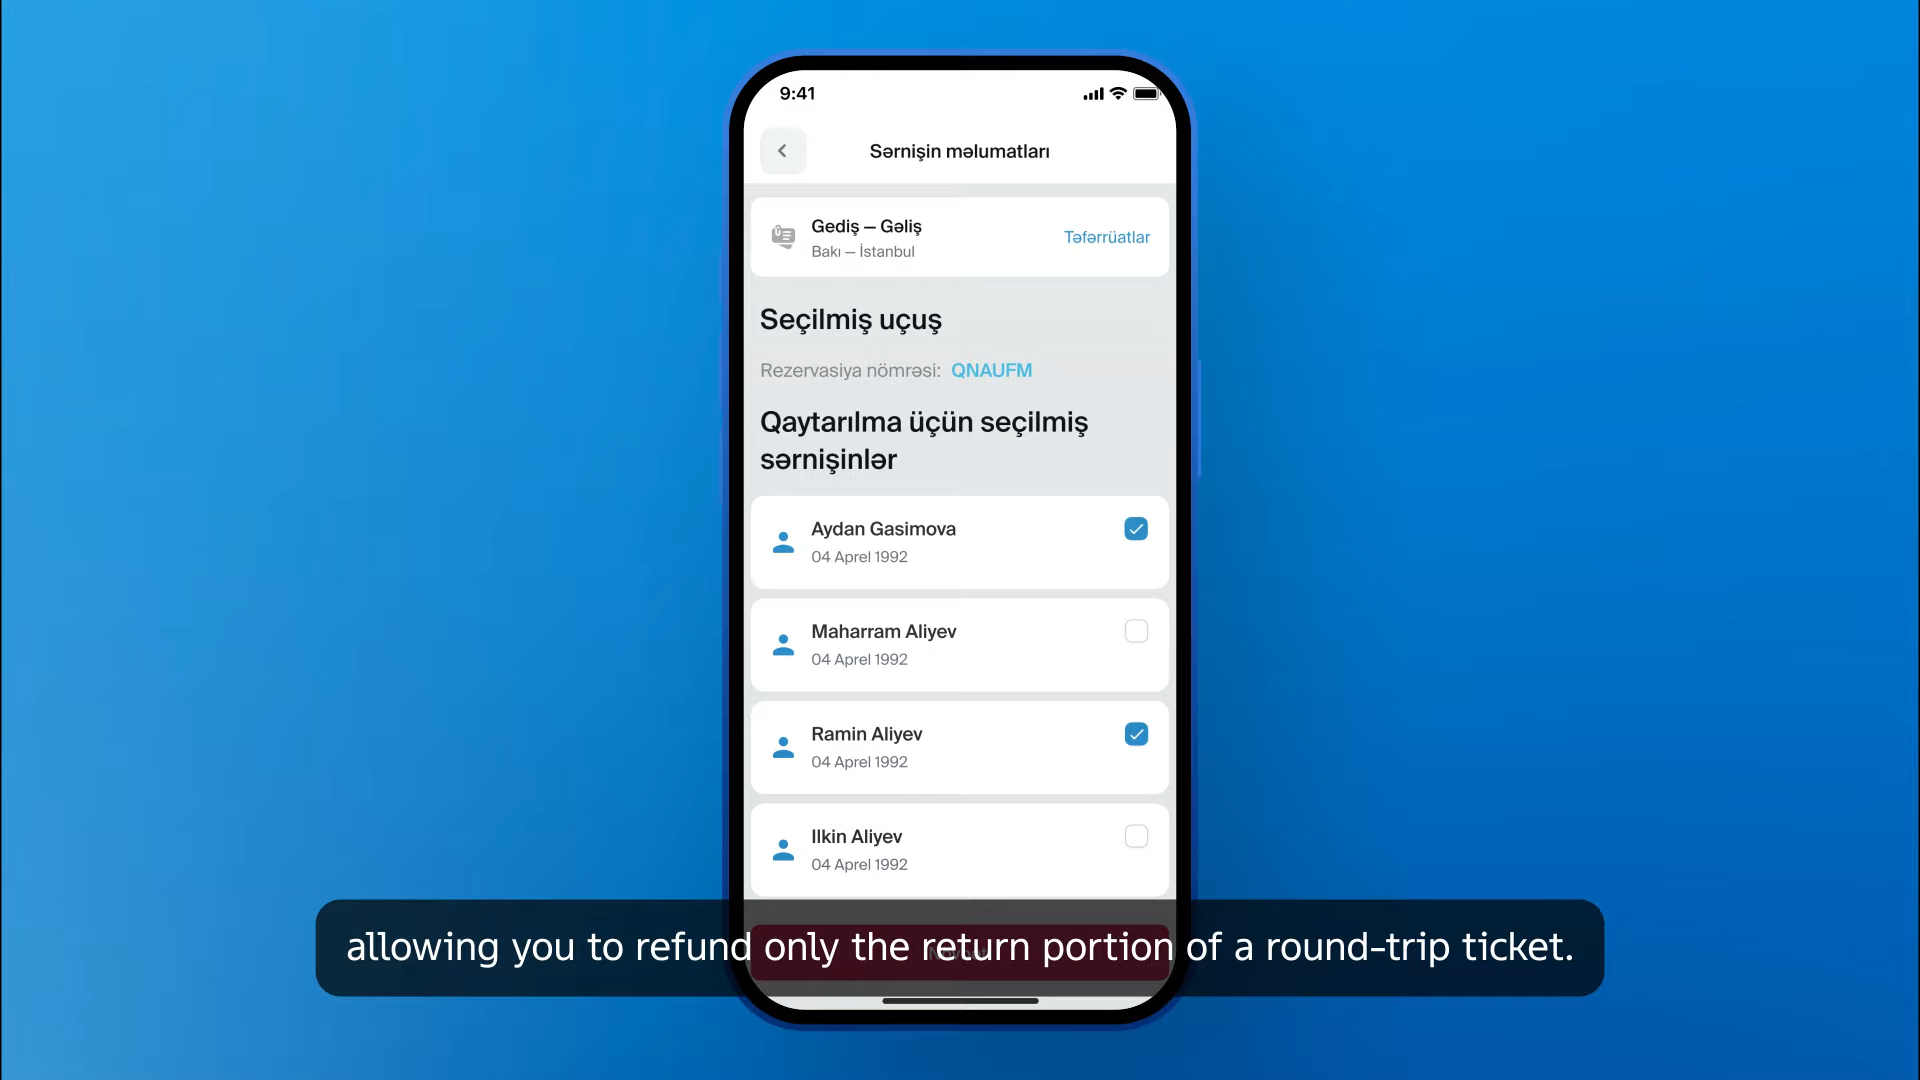 9:41
Sərnişin məlumatları
Gediş – Gəliş
Bakı – İstanbul
Təfərrüatlar
Seçilmiş uçuş
Rezervasiya nömrəsi: QNAUFM
Qaytarılma üçün seçilmiş
sərnişinlər
Aydan Gasimova
04 Aprel 1992
Maharram Aliyev
04 Aprel 1992
Ramin Aliyev
04 Aprel 1992
Ilkin Aliyev
04 Aprel 1992
allowing you to refund only the return portion of a round-trip ticket.